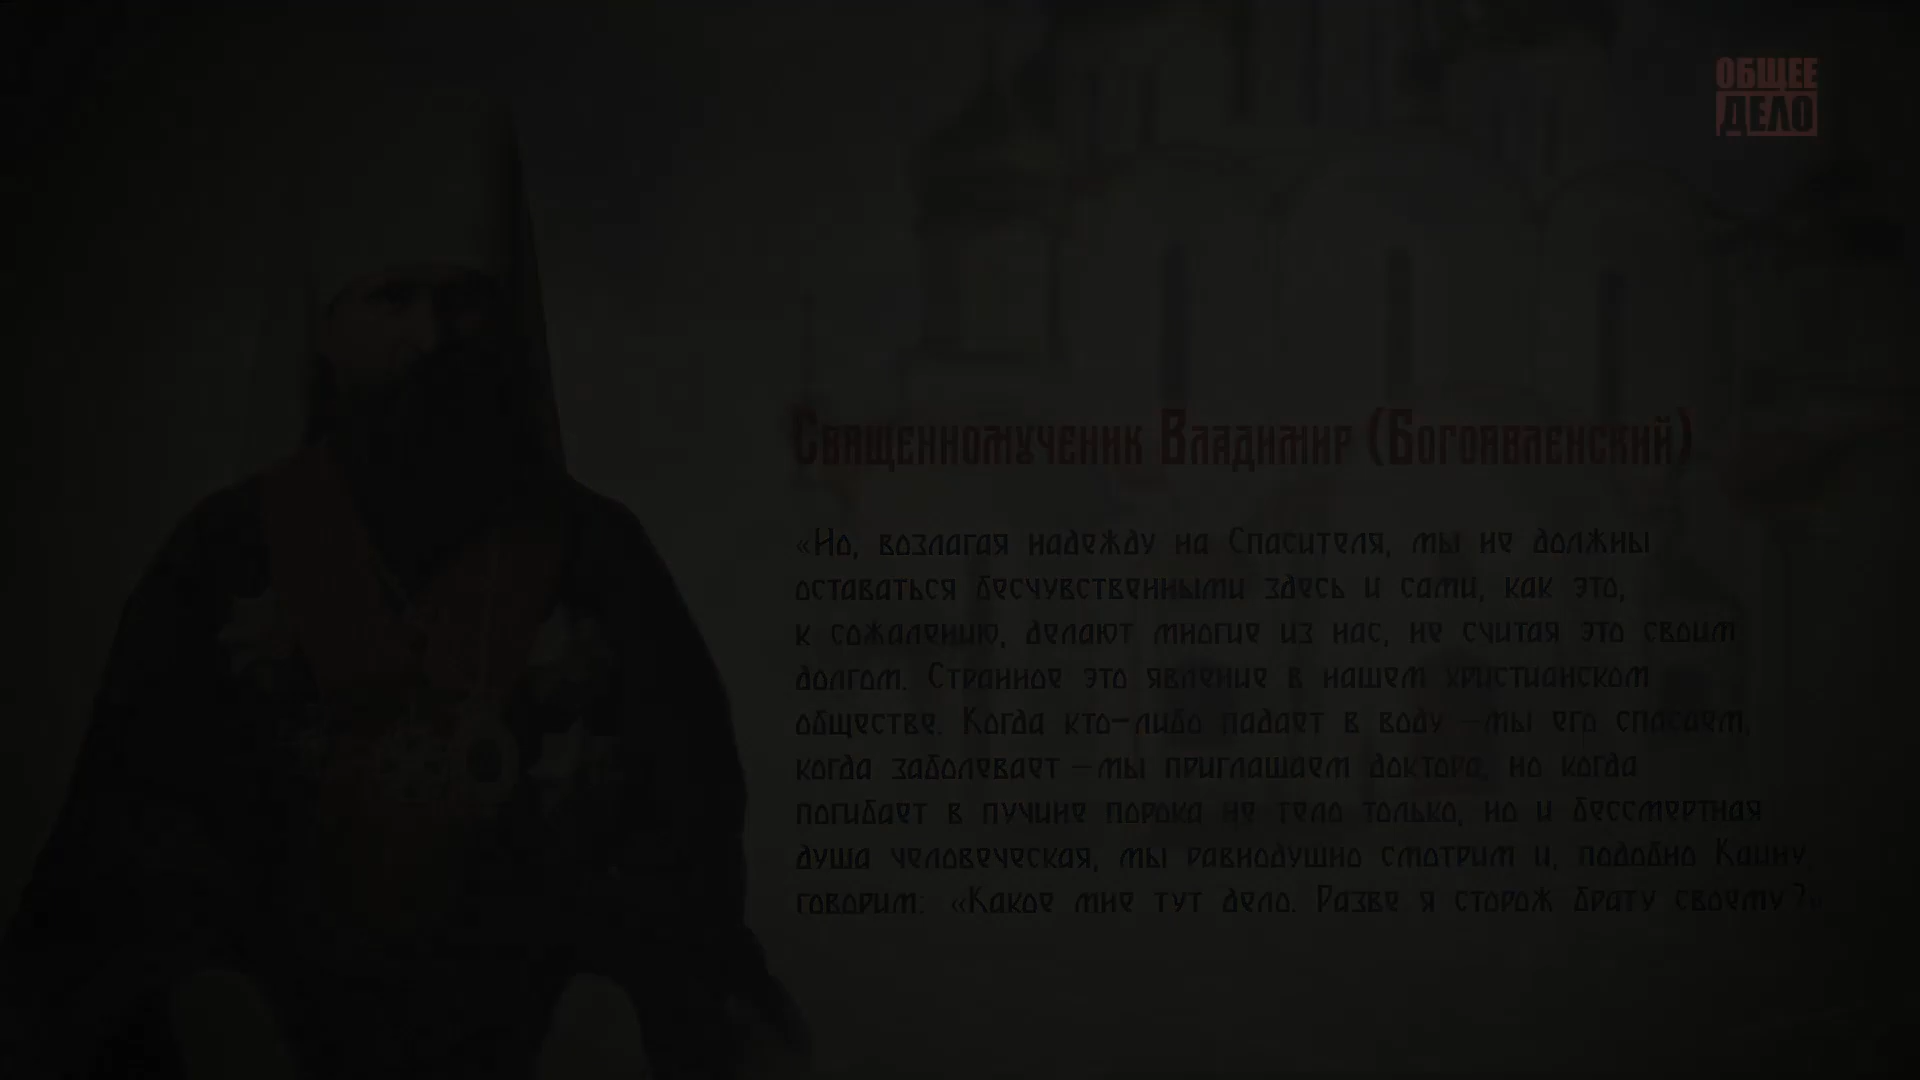 ОБЩЕЕ
ДЕЛО
Священномученик Владимир (Богоявленский)
«Но, возлагая надежду на Спасителя, мы не должны
оставаться бесчувственными здесь и сами, как это,
к сожалению, делают многие из нас, не считая это своим
долгом. Странное это явление в нашем христианском
обществе. Когда кто-либо падает в воду –мы его спасаем,
когда заболевает –мы приглашаем доктора, но когда
погибает в пучине порока не тело только, но и бессмертная
душа человеческая, мы равнодушно смотрим и, подобно Каину,
говорим: «Какое мне тут дело. Разве я сторож брату своему?»